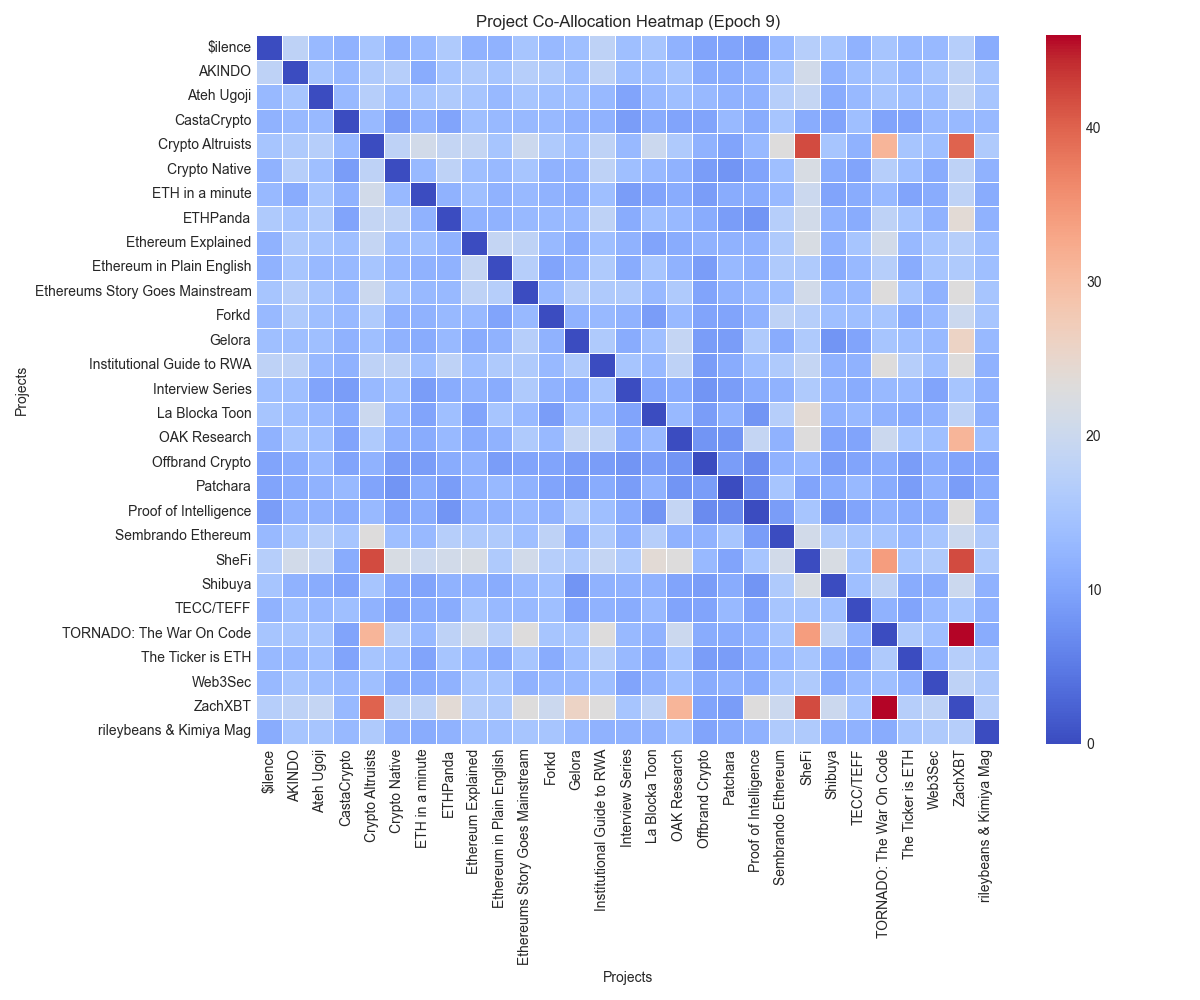 Project Co-Allocation Heatmap (Epoch 9)
$ilence
AKINDO
Ateh Ugoji
CastaCrypto
Crypto Altruists
Crypto Native
ETH in a minute
ETHPanda
Ethereum Explained
Ethereum in Plain English
Ethereums Story Goes Mainstream
Forkd
Gelora
Institutional Guide to RWA
Interview Series
La Blocka Toon
OAK Research
Offbrand Crypto
Patchara
Proof of Intelligence
Sembrando Ethereum
SheFi
Shibuya
TECC/TEFF
TORNADO: The War On Code
The Ticker is ETH
Web3Sec
ZachXBT
rileybeans & Kimiya Mag
Projects
$ilence
AKINDO
Ateh Ugoji
CastaCrypto
Crypto Altruists
Crypto Native
ETH in a minute
ETHPanda
Ethereum Explained
Ethereum in Plain English
Ethereums Story Goes Mainstream
Forkd
Gelora
Institutional Guide to RWA
Interview Series
La Blocka Toon
OAK Research
Offbrand Crypto
Patchara
Proof of Intelligence
Sembrando Ethereum
SheFi
Shibuya
TECC/TEFF
TORNADO: The War On Code
The Ticker is ETH
Web3Sec
ZachXBT
rileybeans & Kimiya Mag
Projects
40
30
20
10
0